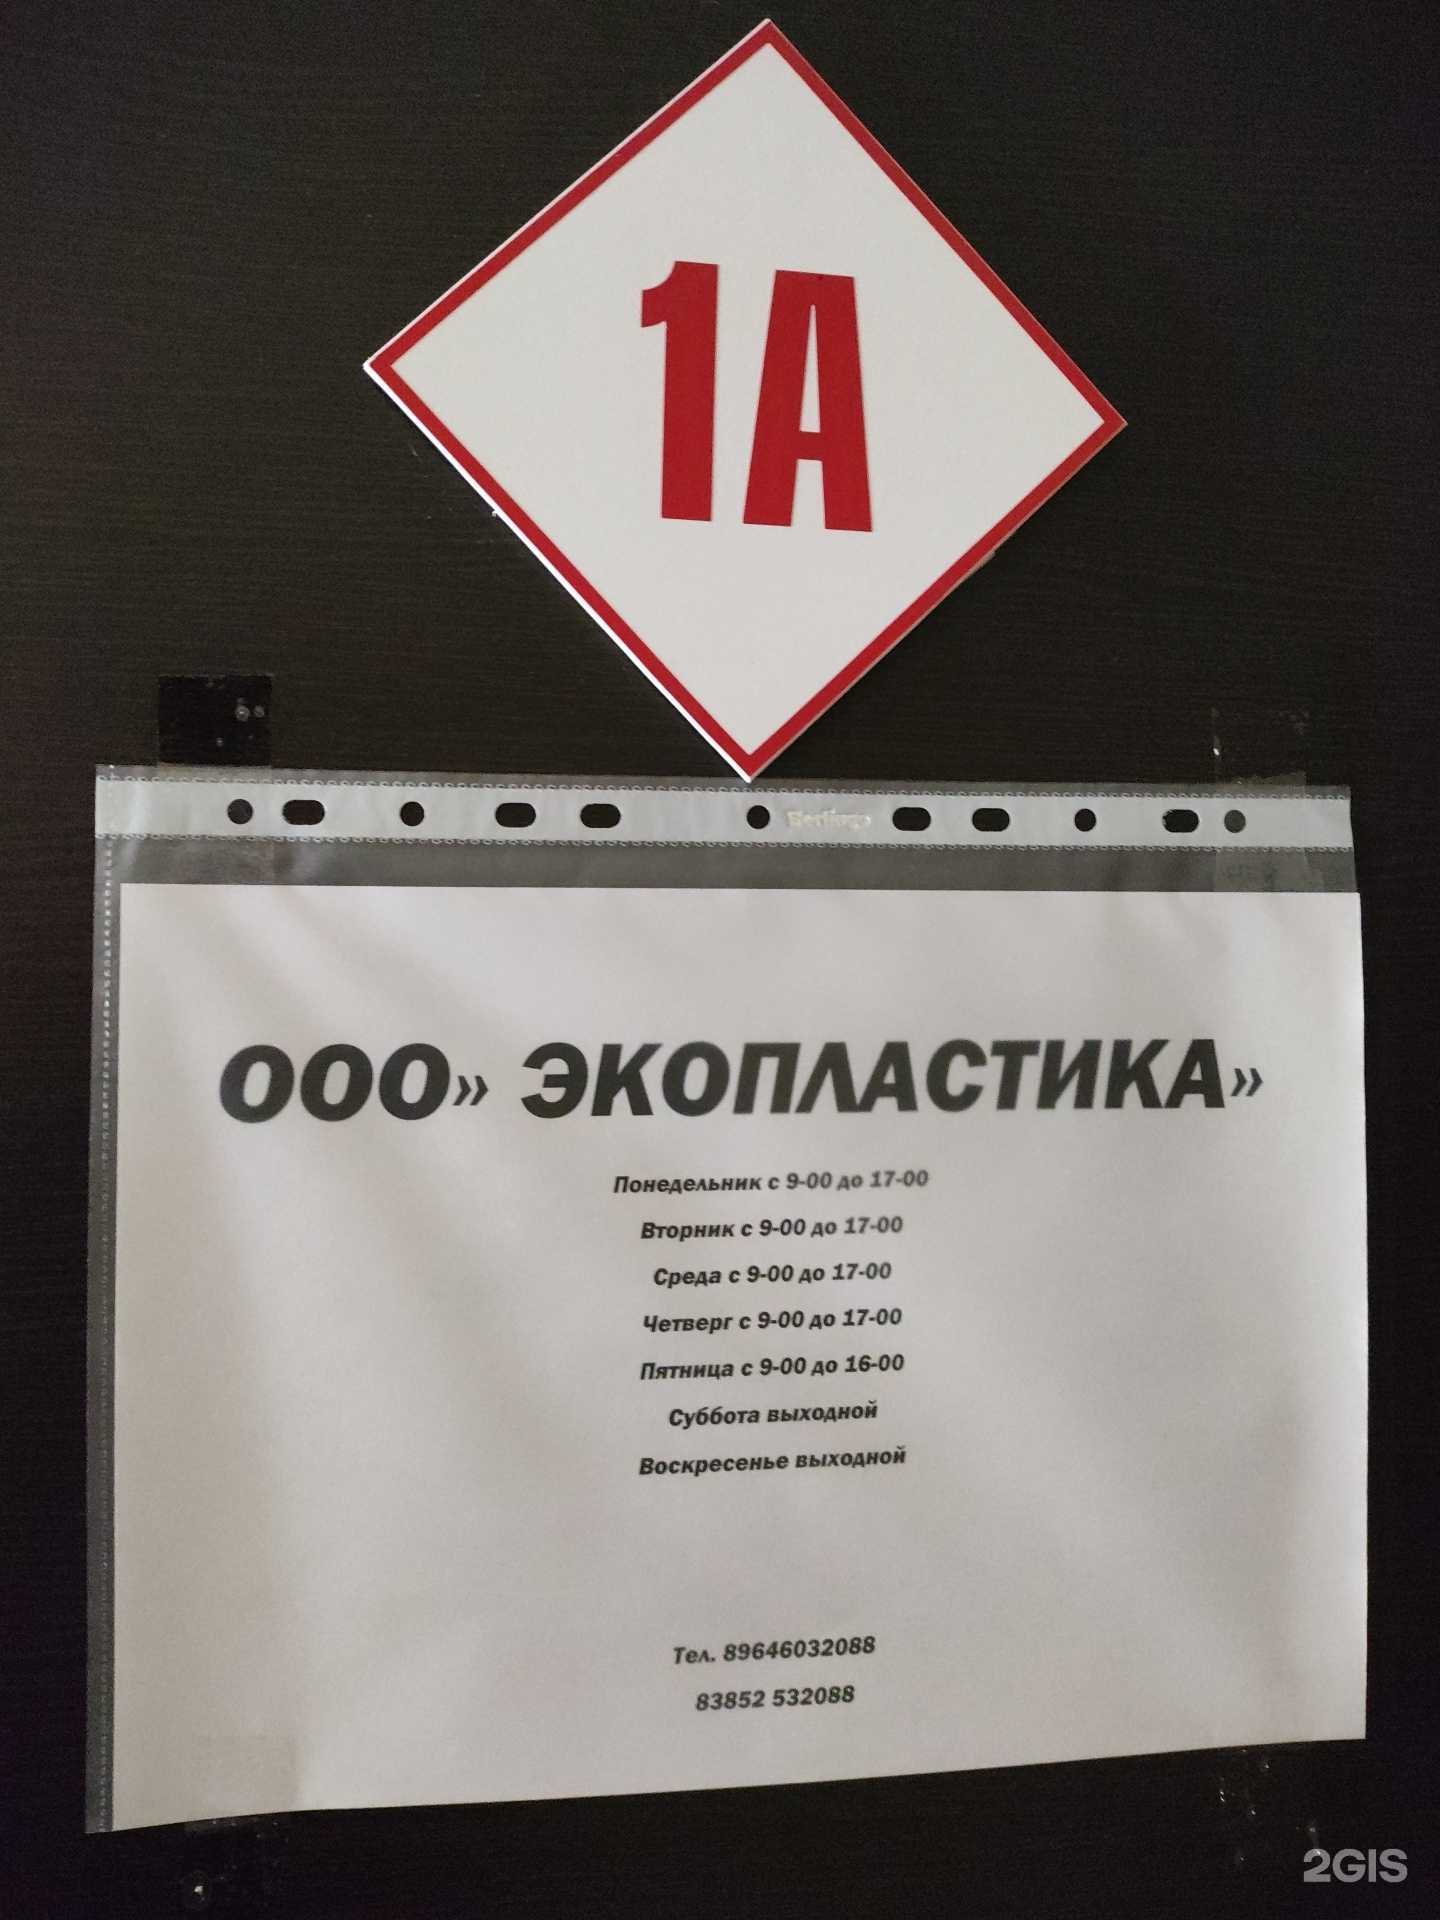 1А
Berlingo
ООО» ЭКОПЛАСТИКА»
Понедельник с 9-00 до 17-00
Вторник с 9-00 до 17-00
Среда с 9-00 до 17-00
Четверг с 9-00 до 17-00
Пятница с 9-00 до 16-00
Суббота выходной
Воскресенье выходной
Тел. 89646032088
83852 532088
2GIS